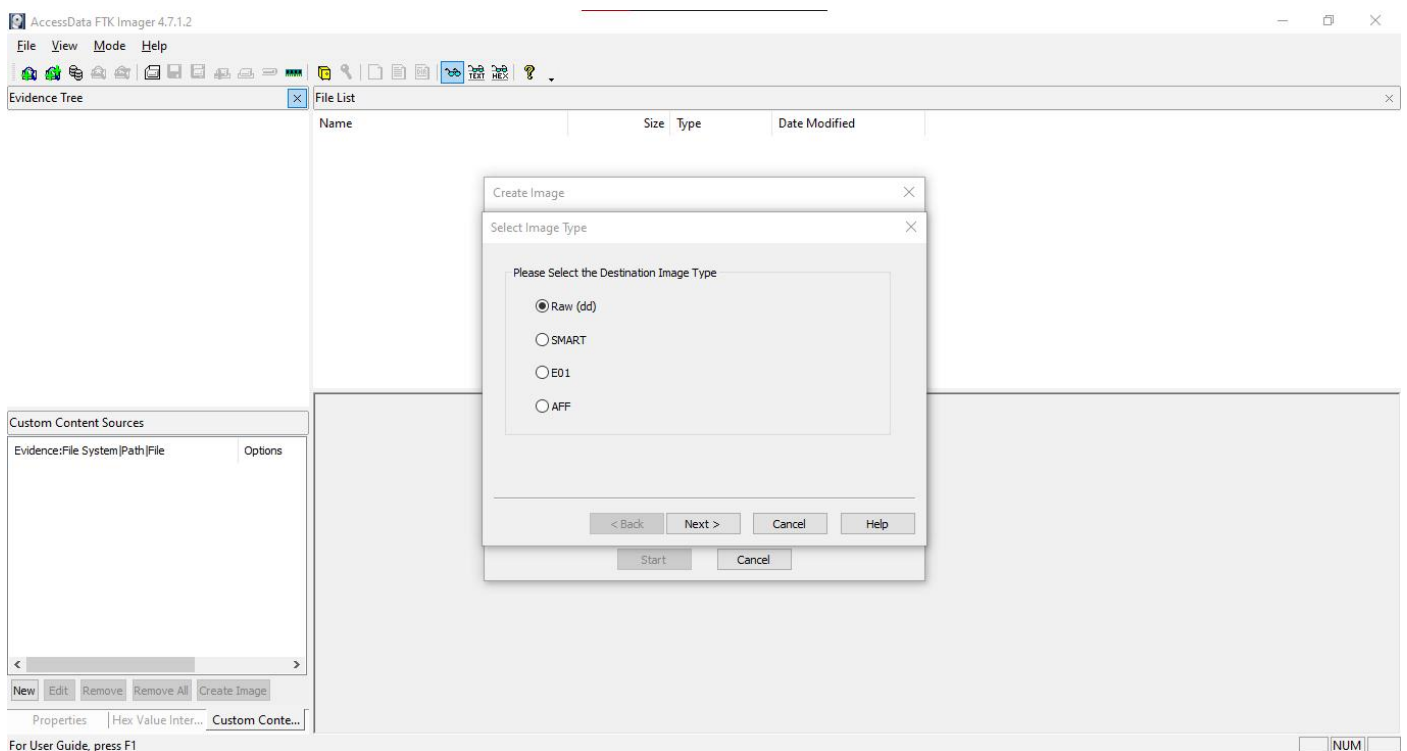 AccessData FTK Imager 4.7.1.2
File View Mode Help
TEXT HEX ?
Evidence Tree
File List
Name Size Type Date Modified
Create Image
Select Image Type
Please Select the Destination Image Type
Raw (dd)
SMART
E01
AFF
Custom Content Sources
Evidence:File System|Path|File Options
< Back Next > Cancel Help
Start Cancel
New Edit Remove Remove All Create Image
Properties Hex Value Inter... Custom Conte...
For User Guide, press F1 NUM